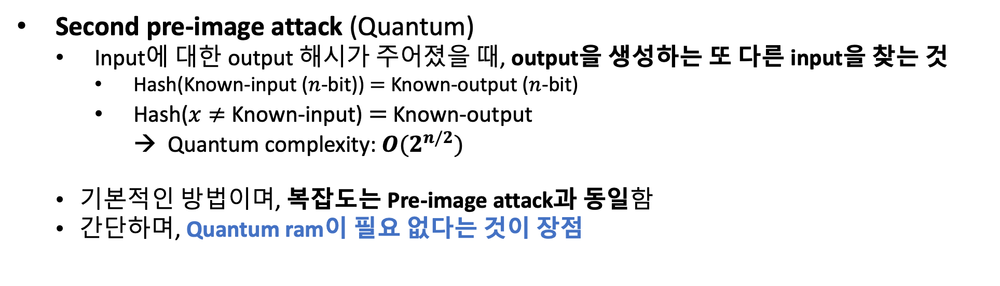 • Second pre-image attack (Quantum)
• Input에 대한 output 해시가 주어졌을 때, output을 생성하는 또 다른 input을 찾는 것
• Hash(Known-input (n-bit)) = Known-output (n-bit)
• Hash(x ≠ Known-input) = Known-output
→ Quantum complexity: O(2^{n/2})
• 기본적인 방법이며, 복잡도는 Pre-image attack과 동일함
• 간단하며, Quantum ram이 필요 없다는 것이 장점